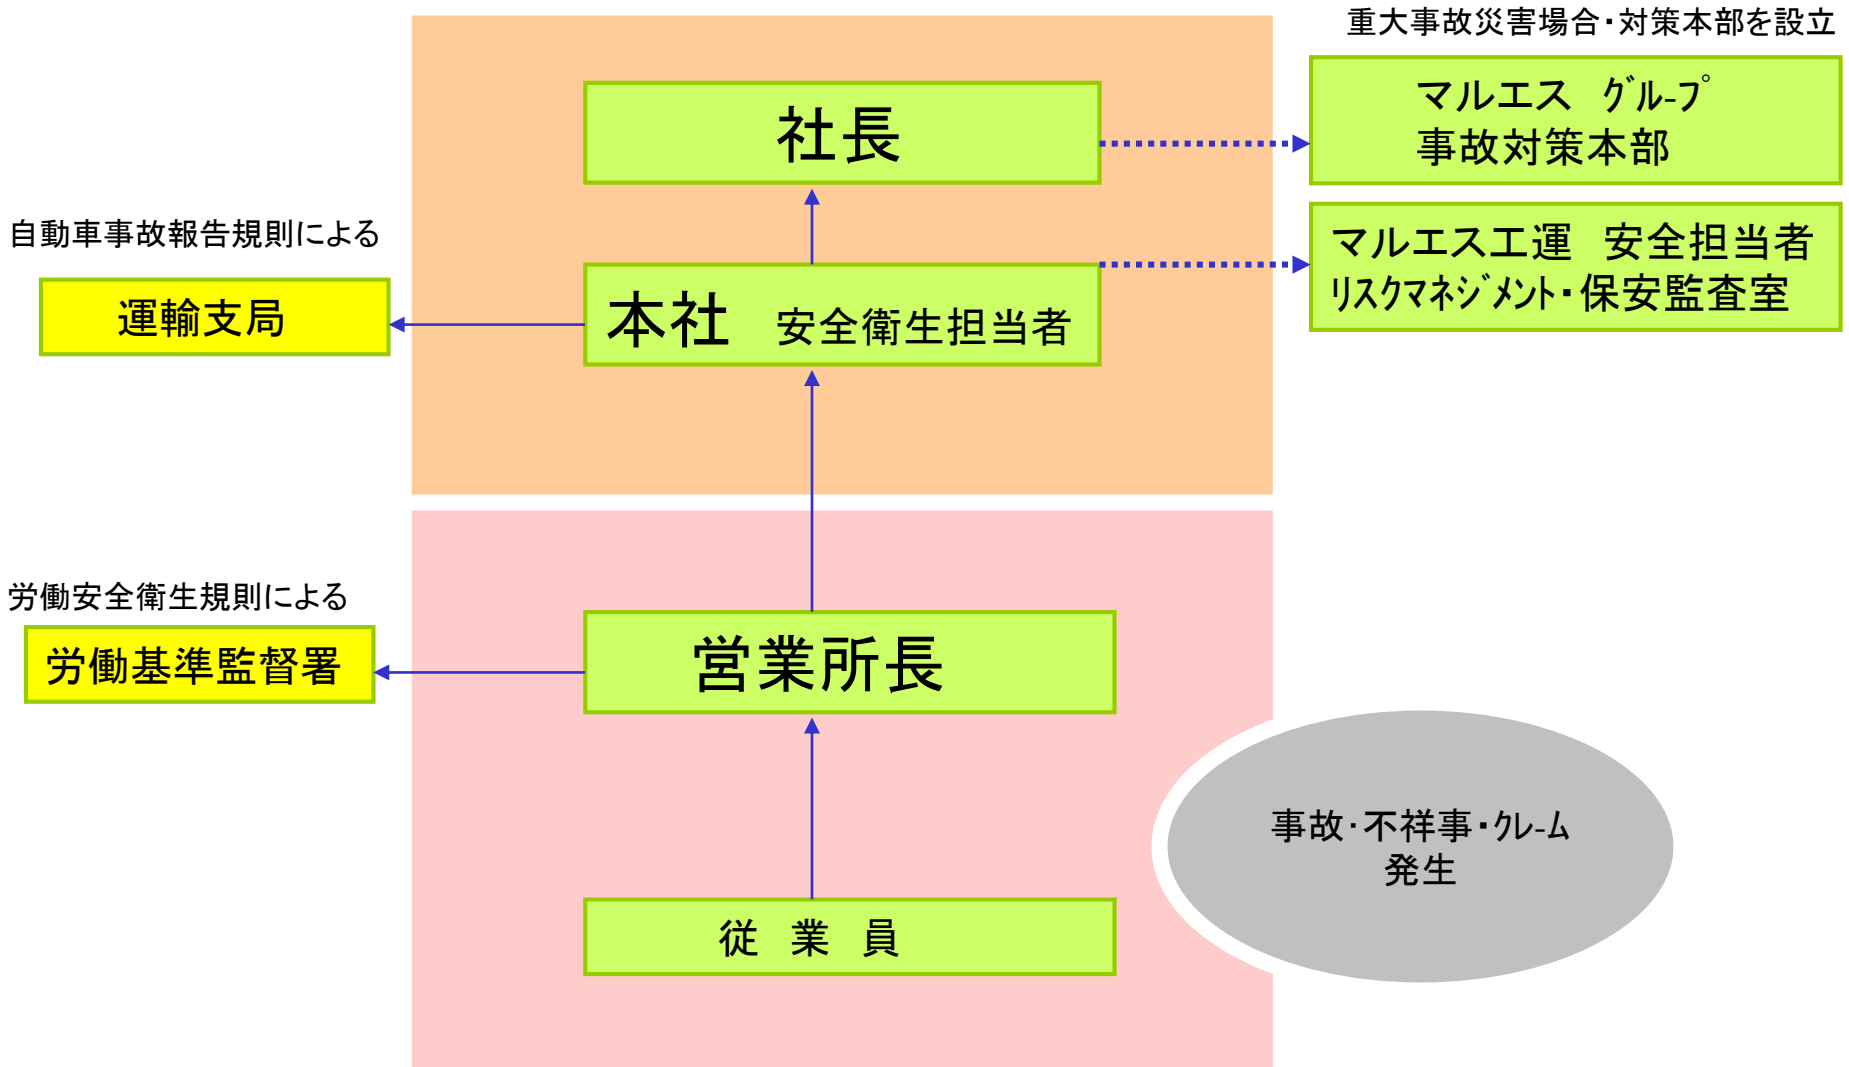 重大事故災害場合・対策本部を設立
社長
マルエス　ｸﾞﾙ-ﾌﾟ
事故対策本部
自動車事故報告規則による
運輸支局
本社　安全衛生担当者
マルエス工運　安全担当者
ﾘｽｸﾏﾈｼﾞﾒﾝﾄ・保安監査室
労働安全衛生規則による
労働基準監督署
営業所長
事故・不祥事・ｸﾚ-ﾑ
発生
従　業　員